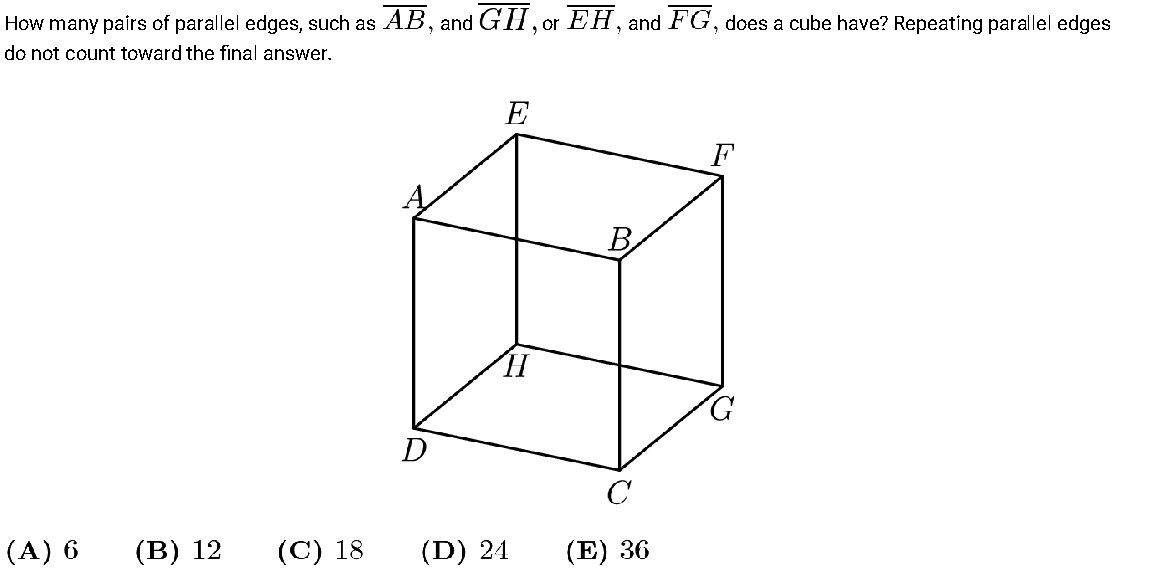 How many pairs of parallel edges, such as AB, and GH, or EH, and FG, does a cube have? Repeating parallel edges
do not count toward the final answer.
E
F
A
B
H
G
D
C
(A) 6 (B) 12 (C) 18 (D) 24 (E) 36